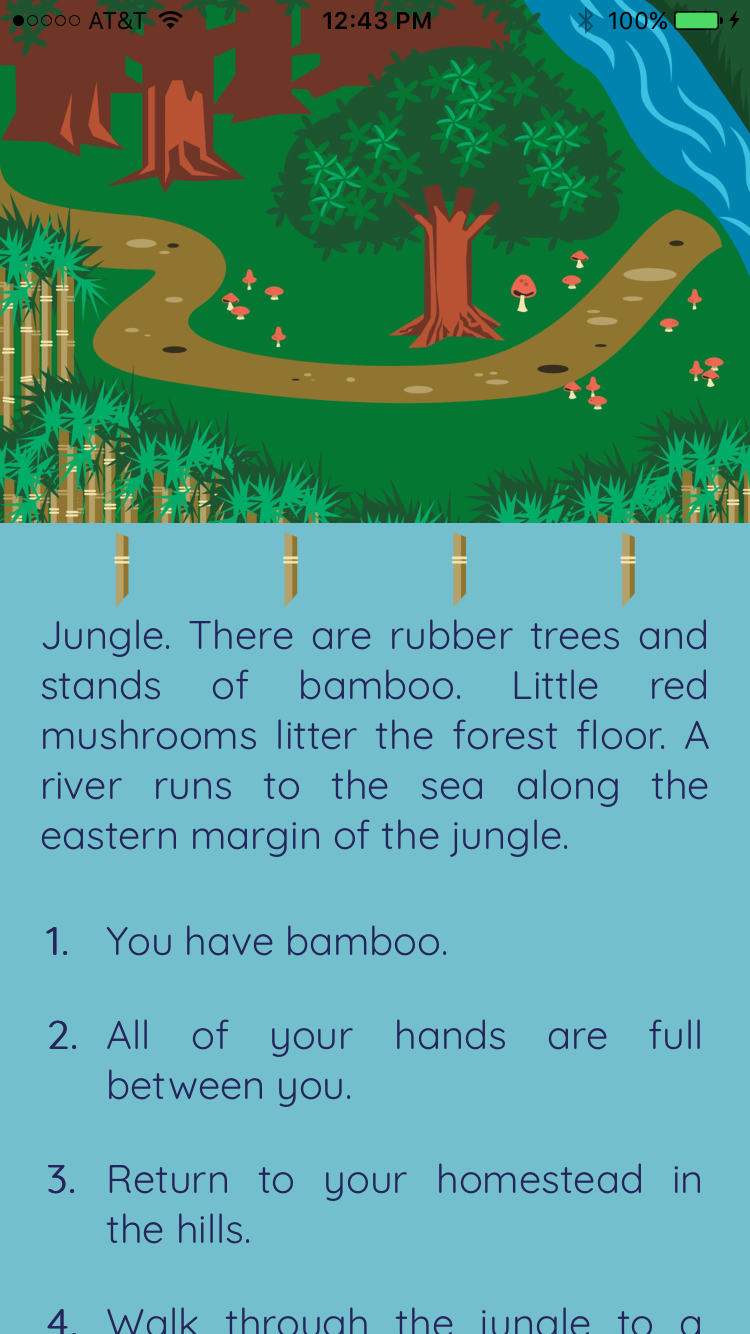 AT&T 12:43 PM 100%
Jungle. There are rubber trees and
stands of bamboo. Little red
mushrooms litter the forest floor. A
river runs to the sea along the
eastern margin of the jungle.
1. You have bamboo.
2. All of your hands are full
between you.
3. Return to your homestead in
the hills.
4. Walk through the jungle to a